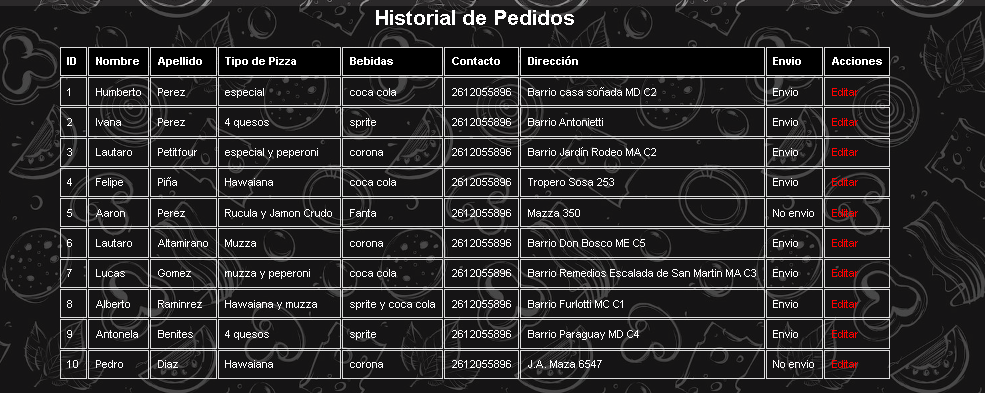 Historial de Pedidos
ID Nombre Apellido Tipo de Pizza Bebidas Contacto Dirección Envio Acciones
1 Humberto Perez especial coca cola 2612055896 Barrio casa soñada MD C2 Envio Editar
2 Ivana Perez 4 quesos sprite 2612055896 Barrio Antonietti Envio Editar
3 Lautaro Petitfour especial y peperoni corona 2612055896 Barrio Jardín Rodeo MA C2 Envio Editar
4 Felipe Piña Hawaiana coca cola 2612055896 Tropero Sosa 253 Envio Editar
5 Aaron Perez Rucula y Jamon Crudo Fanta 2612055896 Mazza 350 No envio Editar
6 Lautaro Altamirano Muzza corona 2612055896 Barrio Don Bosco ME C5 Envio Editar
7 Lucas Gomez muzza y peperoni coca cola 2612055896 Barrio Remedios Escalada de San Martin MA C3 Envio Editar
8 Alberto Raminrez Hawaiana y muzza sprite y coca cola 2612055896 Barrio Furlotti MC C1 Envio Editar
9 Antonela Benites 4 quesos sprite 2612055896 Barrio Paraguay MD C4 Envio Editar
10 Pedro Diaz Hawaiana corona 2612055896 J.A. Maza 6547 No envio Editar